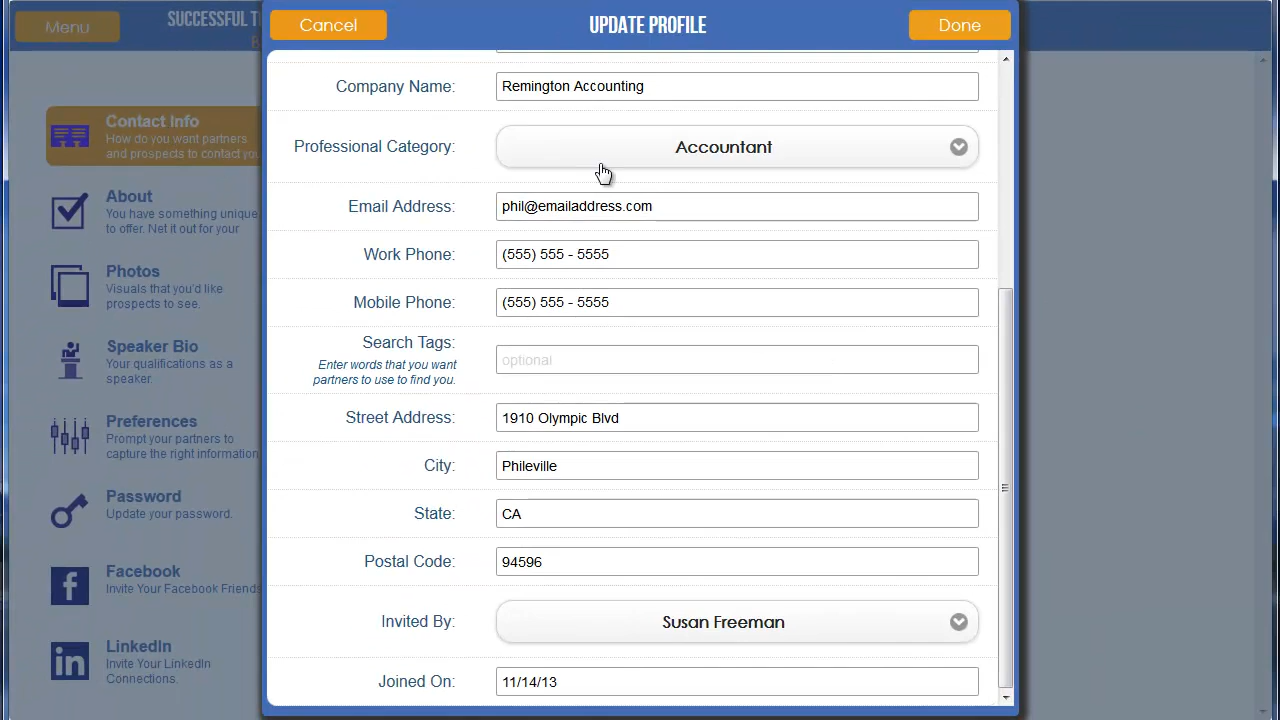 Menu
SUCCESSFUL
Cancel
UPDATE PROFILE
Done
Contact Info
How do you want partners
and prospects to contact
About
You have something unique
to offer. Net it out for your
Photos
Visuals that you'd like
prospects to see.
Speaker Bio
Your qualifications as a
speaker.
Preferences
Prompt your partners to
capture the right information
Password
Update your password.
Facebook
Invite Your Facebook Friends
LinkedIn
Invite Your LinkedIn
Connections.
Company Name: Remington Accounting
Professional Category: Accountant
Email Address: phil@emailaddress.com
Work Phone: (555) 555 - 5555
Mobile Phone: (555) 555 - 5555
Search Tags:
Enter words that you want
partners to use to find you.
optional
Street Address: 1910 Olympic Blvd
City: Phileville
State: CA
Postal Code: 94596
Invited By: Susan Freeman
Joined On: 11/14/13